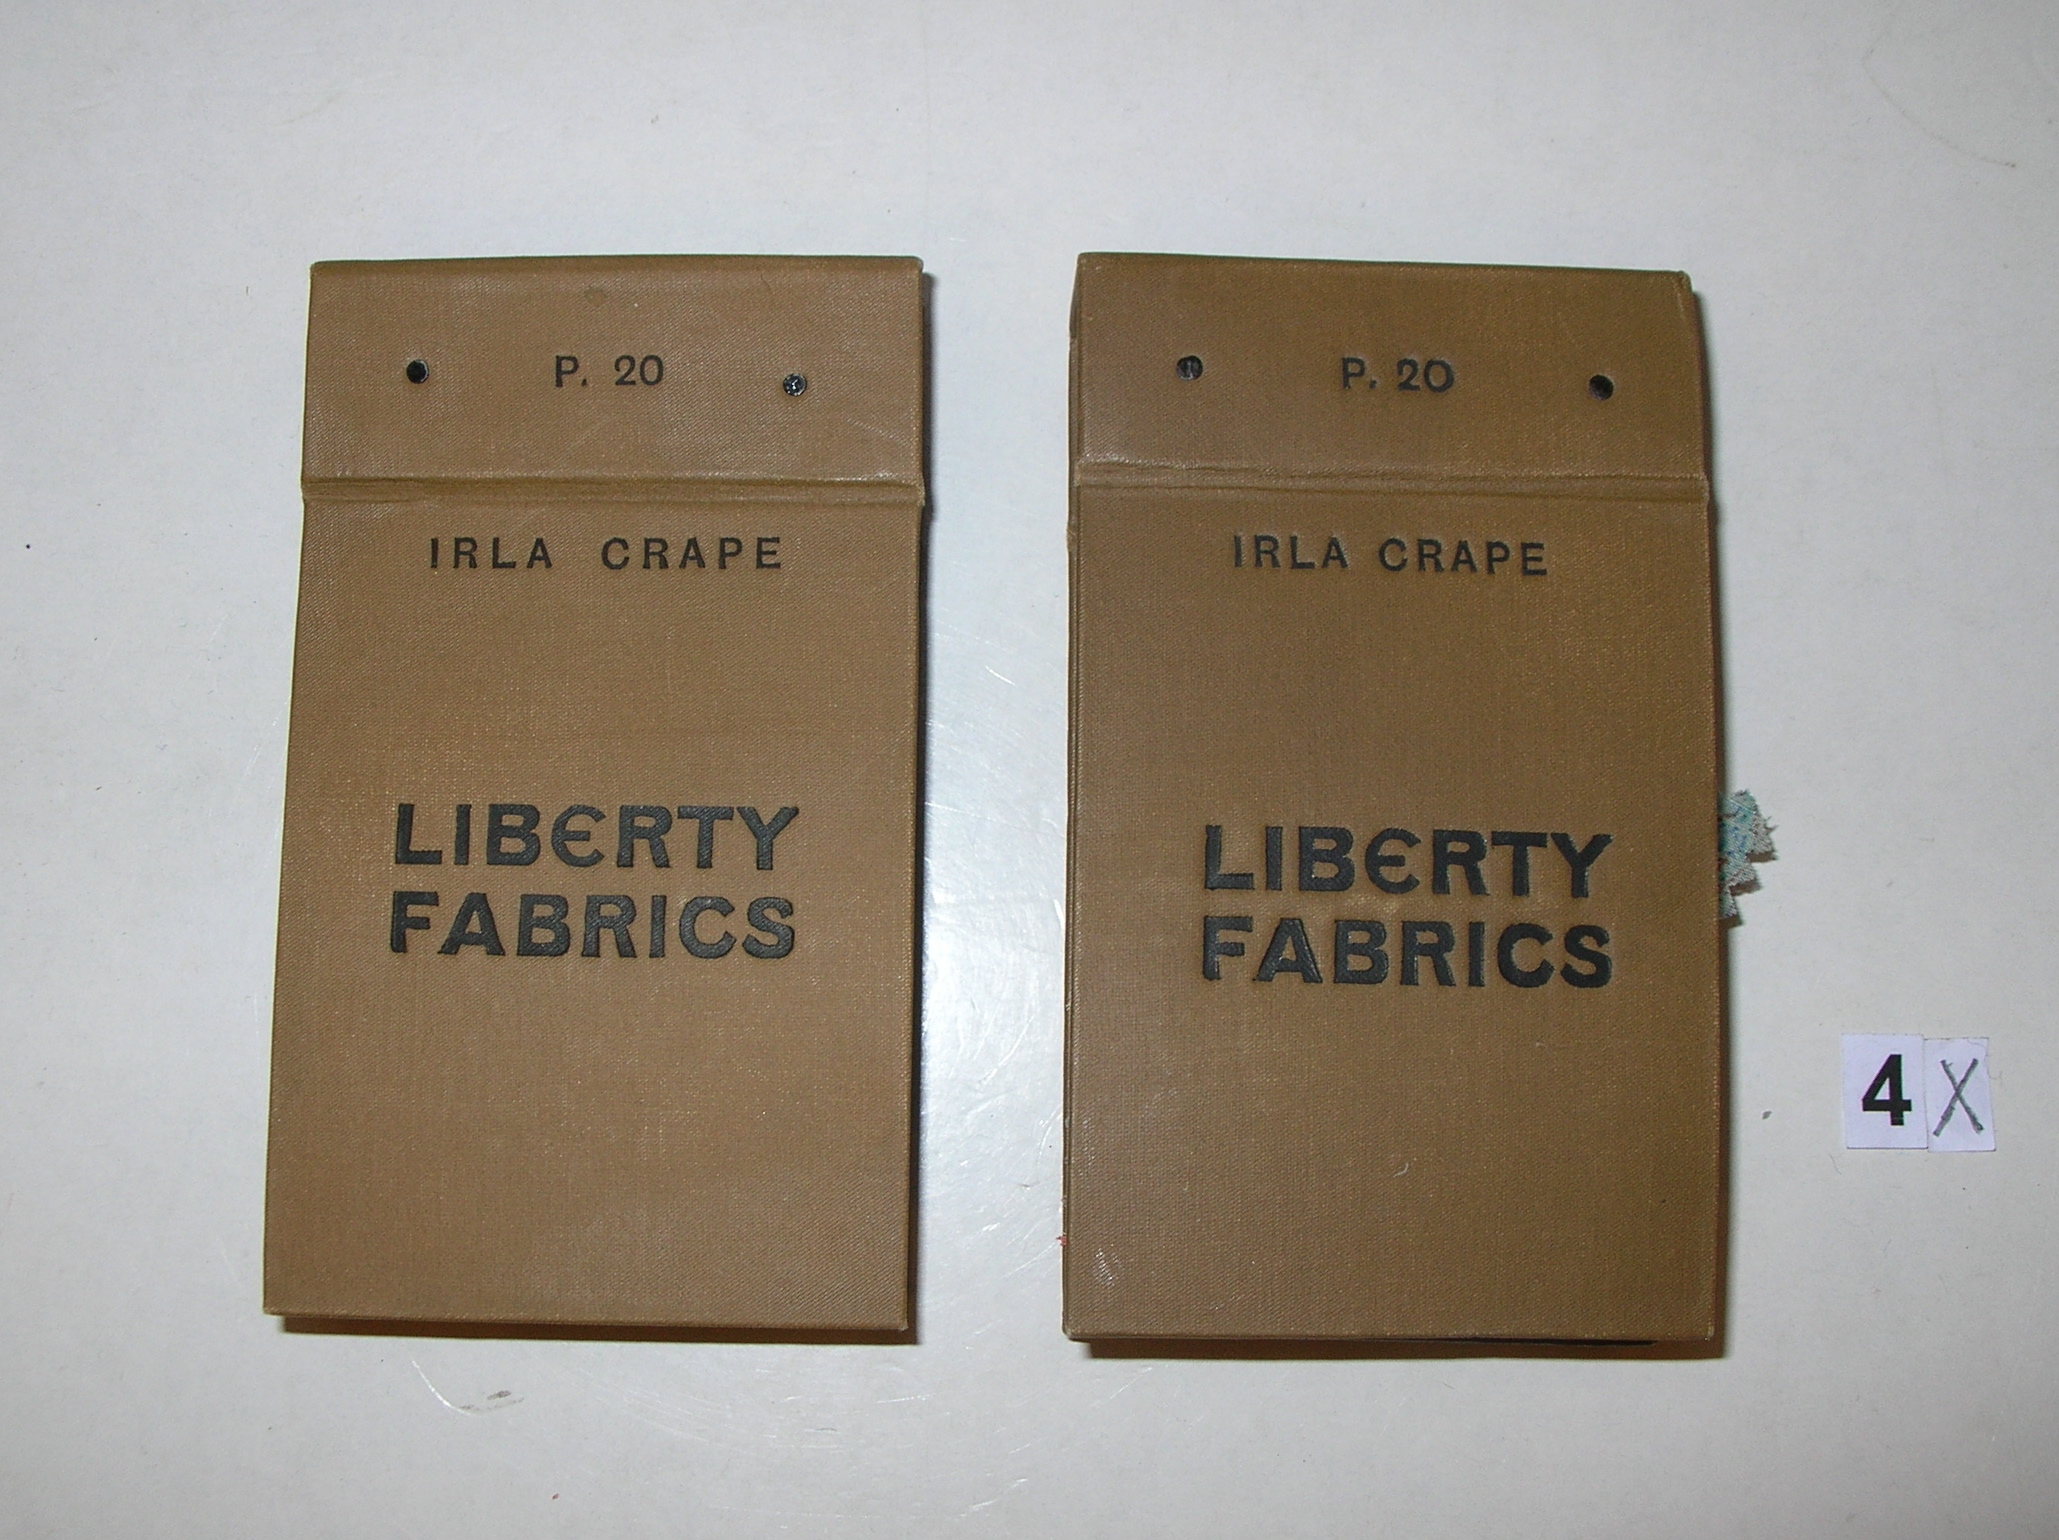 P. 20
IRLA CRAPE
LIBERTY
FABRICS
P. 20
IRLA CRAPE
LIBERTY
FABRICS
4 X